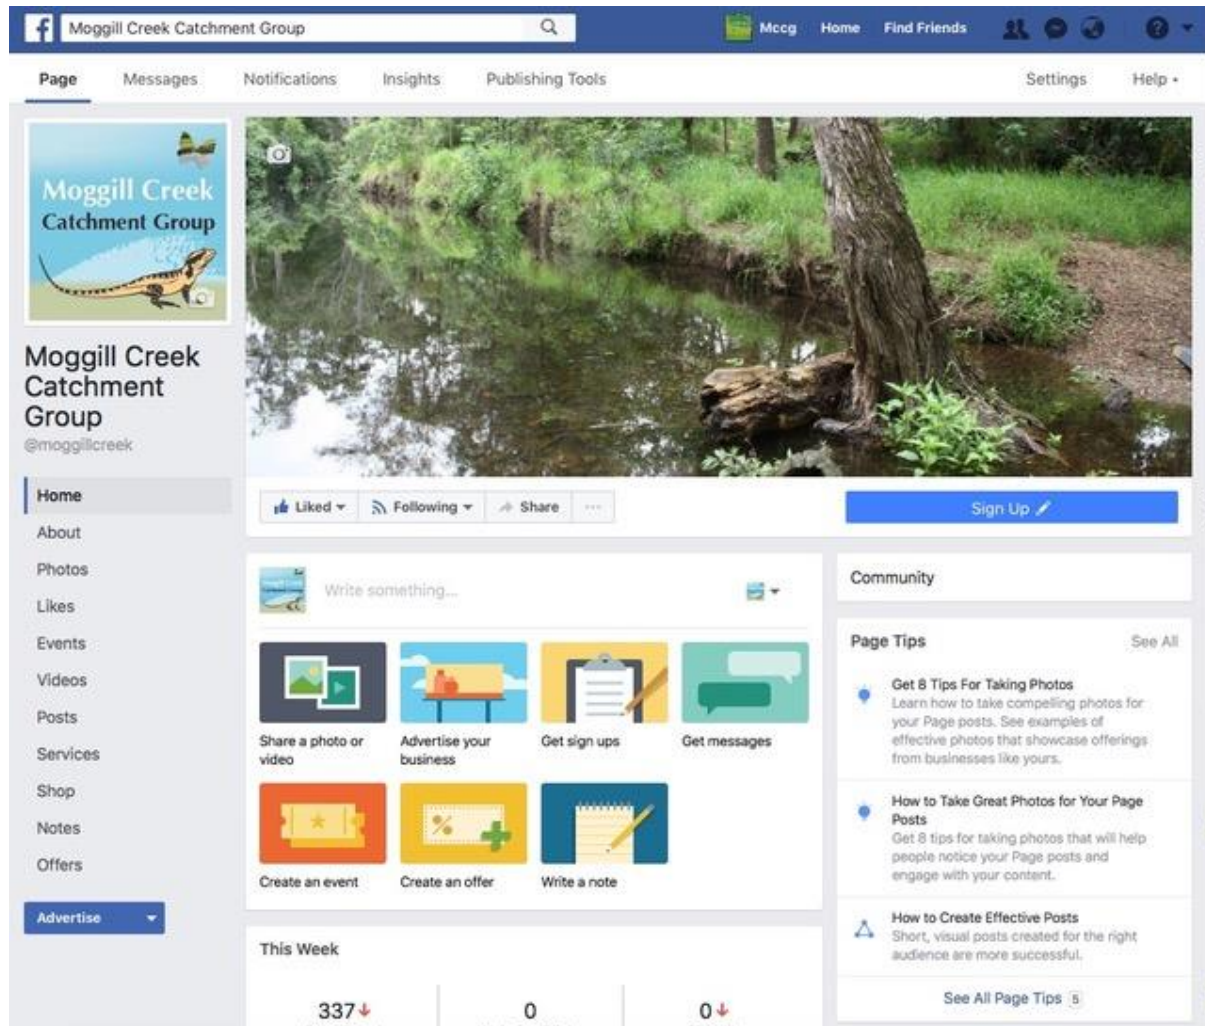 Moggill Creek Catchment Group
Mccg Home Find Friends
Page Messages Notifications Insights Publishing Tools Settings Help
Moggill Creek
Catchment Group
Moggill Creek
Catchment
Group
@moggillcreek
Home
About
Photos
Likes
Events
Videos
Posts
Services
Shop
Notes
Offers
Advertise
Liked Following Share ...
Sign Up
Write something...
Share a photo or
video
Advertise your
business
Get sign ups
Get messages
Create an event
Create an offer
Write a note
This Week
337 0 0
Community
Page Tips See All
Get 8 Tips For Taking Photos
Learn how to take compelling photos for
your Page posts. See examples of
effective photos that showcase offerings
from businesses like yours.
How to Take Great Photos for Your Page
Posts
Get 8 tips for taking photos that will help
people notice your Page posts and
engage with your content.
How to Create Effective Posts
Short, visual posts created for the right
audience are more successful.
See All Page Tips 5